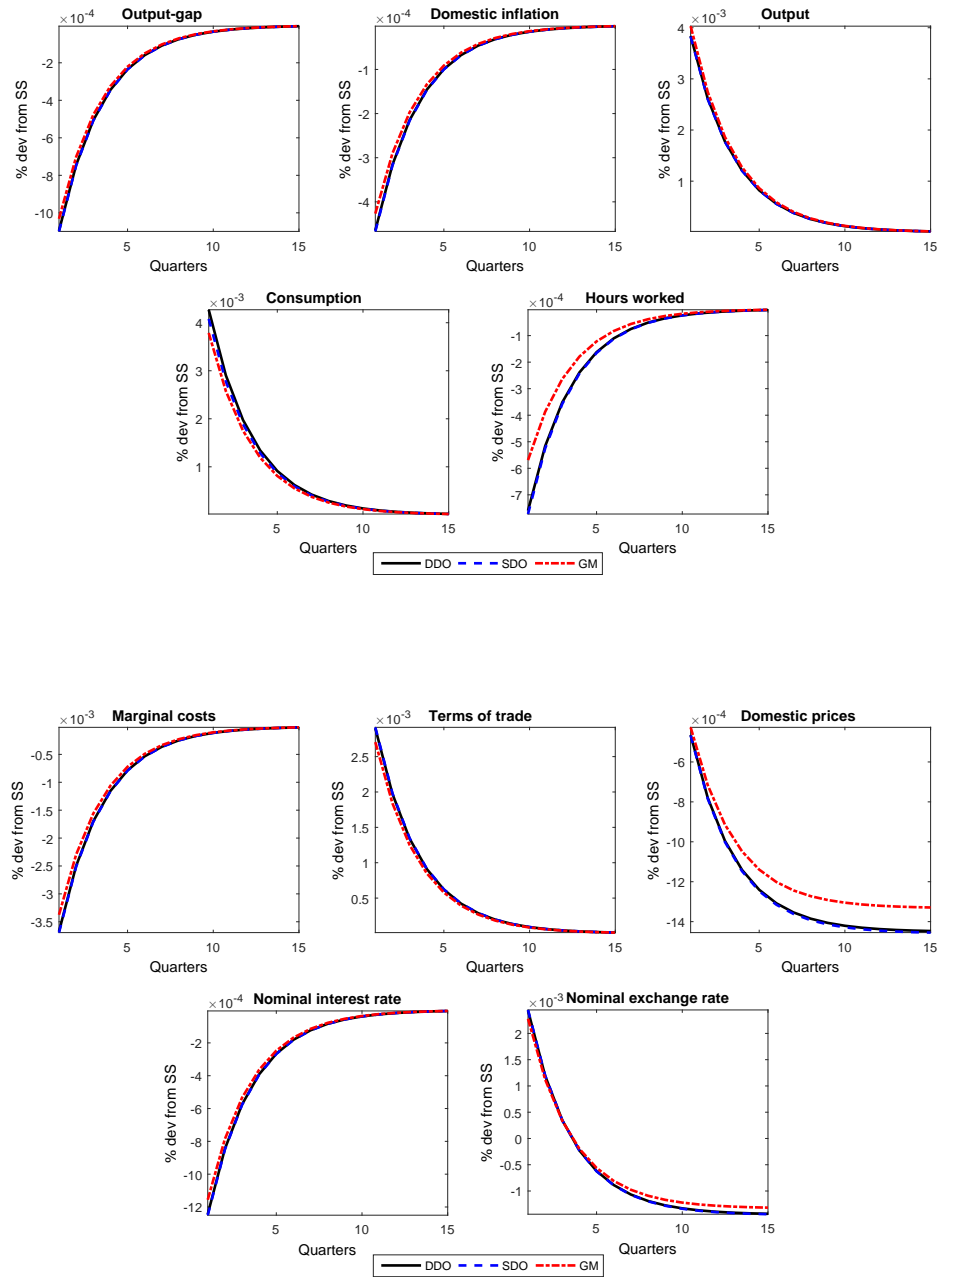 ×10-4 Output-gap
% dev from SS
-2
-4
-6
-8
-10
5 10 15
Quarters
×10-4 Domestic inflation
% dev from SS
-1
-2
-3
-4
5 10 15
Quarters
×10-3 Output
% dev from SS
4
3
2
1
5 10 15
Quarters
×10-3 Consumption
% dev from SS
4
3
2
1
5 10 15
Quarters
×10-4 Hours worked
% dev from SS
-1
-2
-3
-4
-5
-6
-7
5 10 15
Quarters
DDO SDO GM
×10-3 Marginal costs
% dev from SS
-0.5
-1
-1.5
-2
-2.5
-3
-3.5
5 10 15
Quarters
×10-3 Terms of trade
% dev from SS
2.5
2
1.5
1
0.5
5 10 15
Quarters
×10-4 Domestic prices
% dev from SS
-6
-8
-10
-12
-14
5 10 15
Quarters
×10-4 Nominal interest rate
% dev from SS
-2
-4
-6
-8
-10
-12
5 10 15
Quarters
×10-3 Nominal exchange rate
% dev from SS
2
1.5
1
0.5
0
-0.5
-1
5 10 15
Quarters
DDO SDO GM